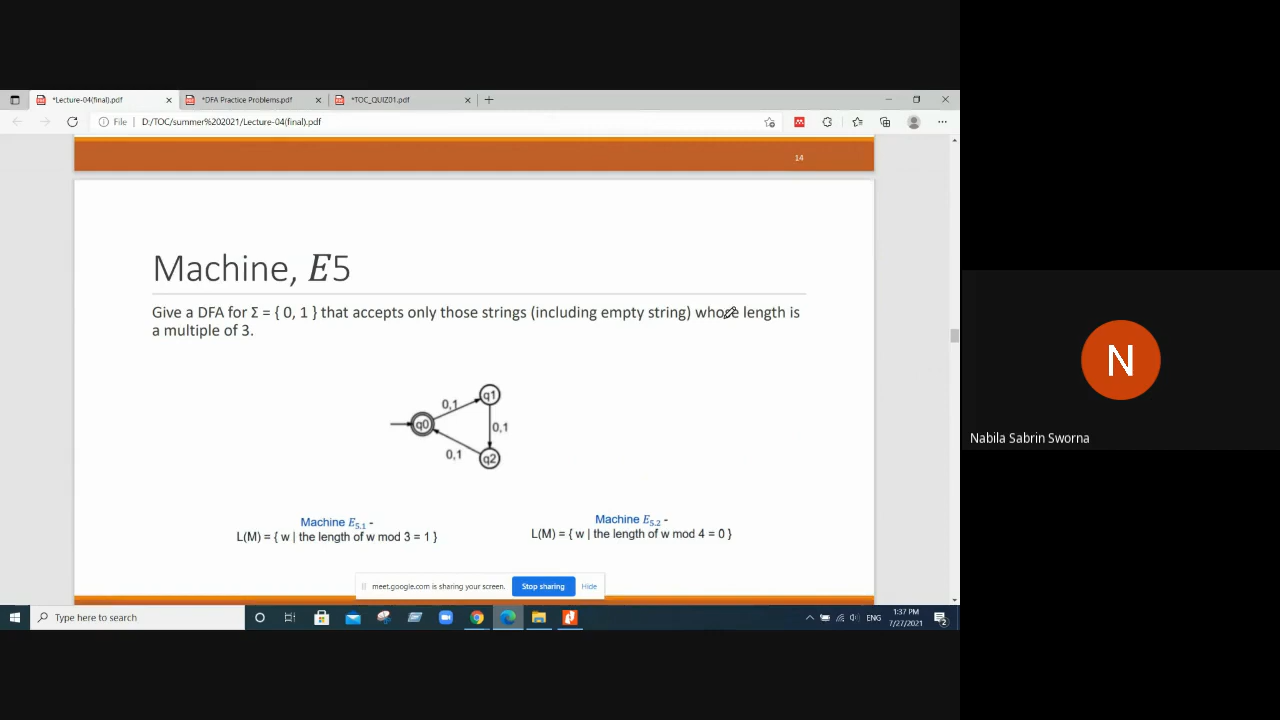 *Lecture-04(final).pdf
*DFA Practice Problems.pdf
*TOC_QUIZ01.pdf
File D:/TOC/summer%202021/Lecture-04(final).pdf
14
Machine, E5
Give a DFA for Σ = { 0, 1 } that accepts only those strings (including empty string) whose length is
a multiple of 3.
q1
0,1
q0
0,1
0,1
q2
Machine E5.1 -
L(M) = { w | the length of w mod 3 = 1 }
Machine E5.2 -
L(M) = { w | the length of w mod 4 = 0 }
meet.google.com is sharing your screen. Stop sharing Hide
N
Nabila Sabrin Sworna
Type here to search
ENG
1:37 PM
7/27/2021
2